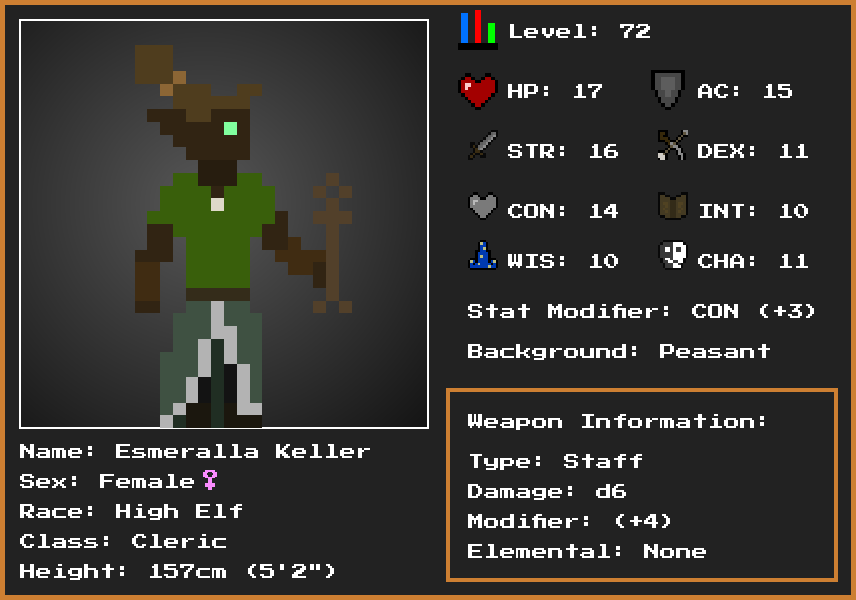 Level: 72
HP: 17
AC: 15
STR: 16
DEX: 11
CON: 14
INT: 10
WIS: 10
CHA: 11
Stat Modifier: CON (+3)
Background: Peasant
Weapon Information:
Type: Staff
Damage: d6
Modifier: (+4)
Elemental: None
Name: Esmeralla Keller
Sex: Female♀
Race: High Elf
Class: Cleric
Height: 157cm (5'2")